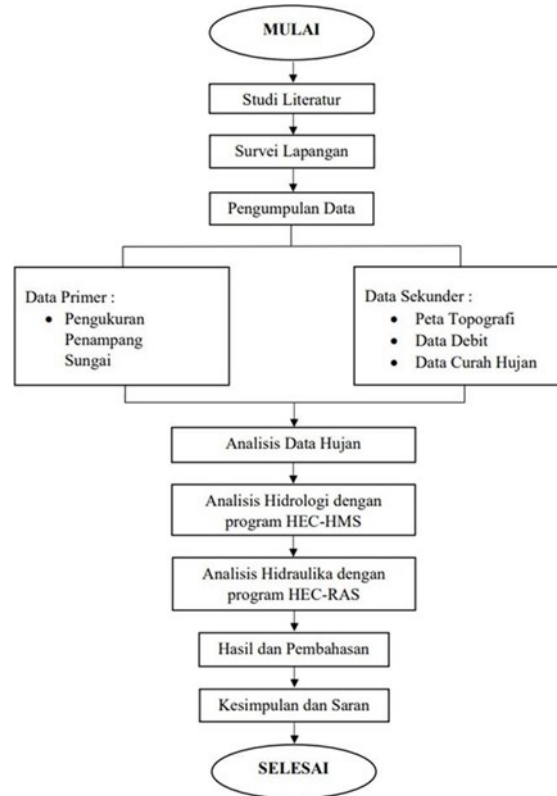 MULAI
Studi Literatur
Survei Lapangan
Pengumpulan Data
Data Primer :
• Pengukuran
Penampang
Sungai
Data Sekunder :
• Peta Topografi
• Data Debit
• Data Curah Hujan
Analisis Data Hujan
Analisis Hidrologi dengan
program HEC-HMS
Analisis Hidraulika dengan
program HEC-RAS
Hasil dan Pembahasan
Kesimpulan dan Saran
SELESAI